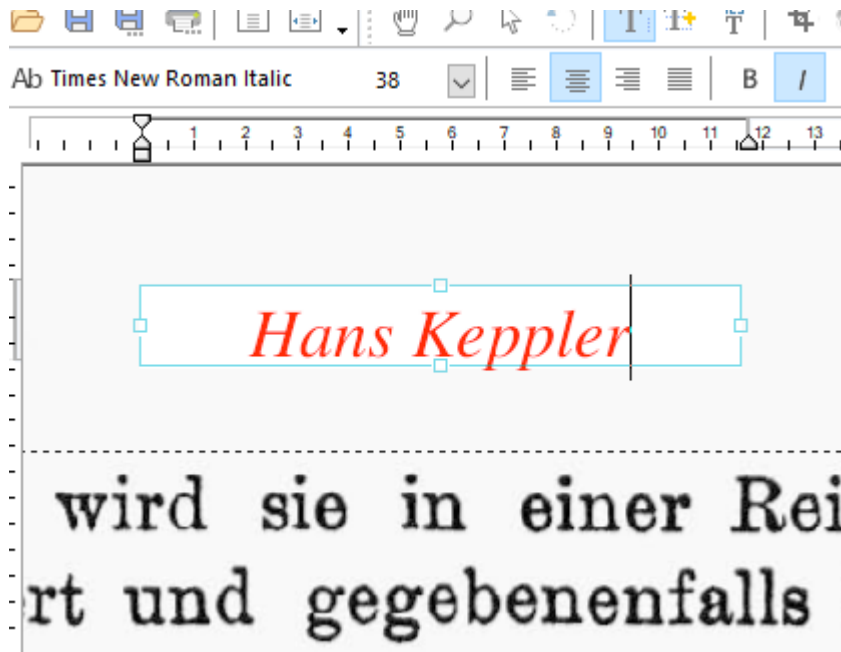 Ab Times New Roman Italic 38 B I
1 2 3 4 5 6 7 8 9 10 11 12 13
Hans Keppler
wird sie in einer Rei
rt und gegebenenfalls